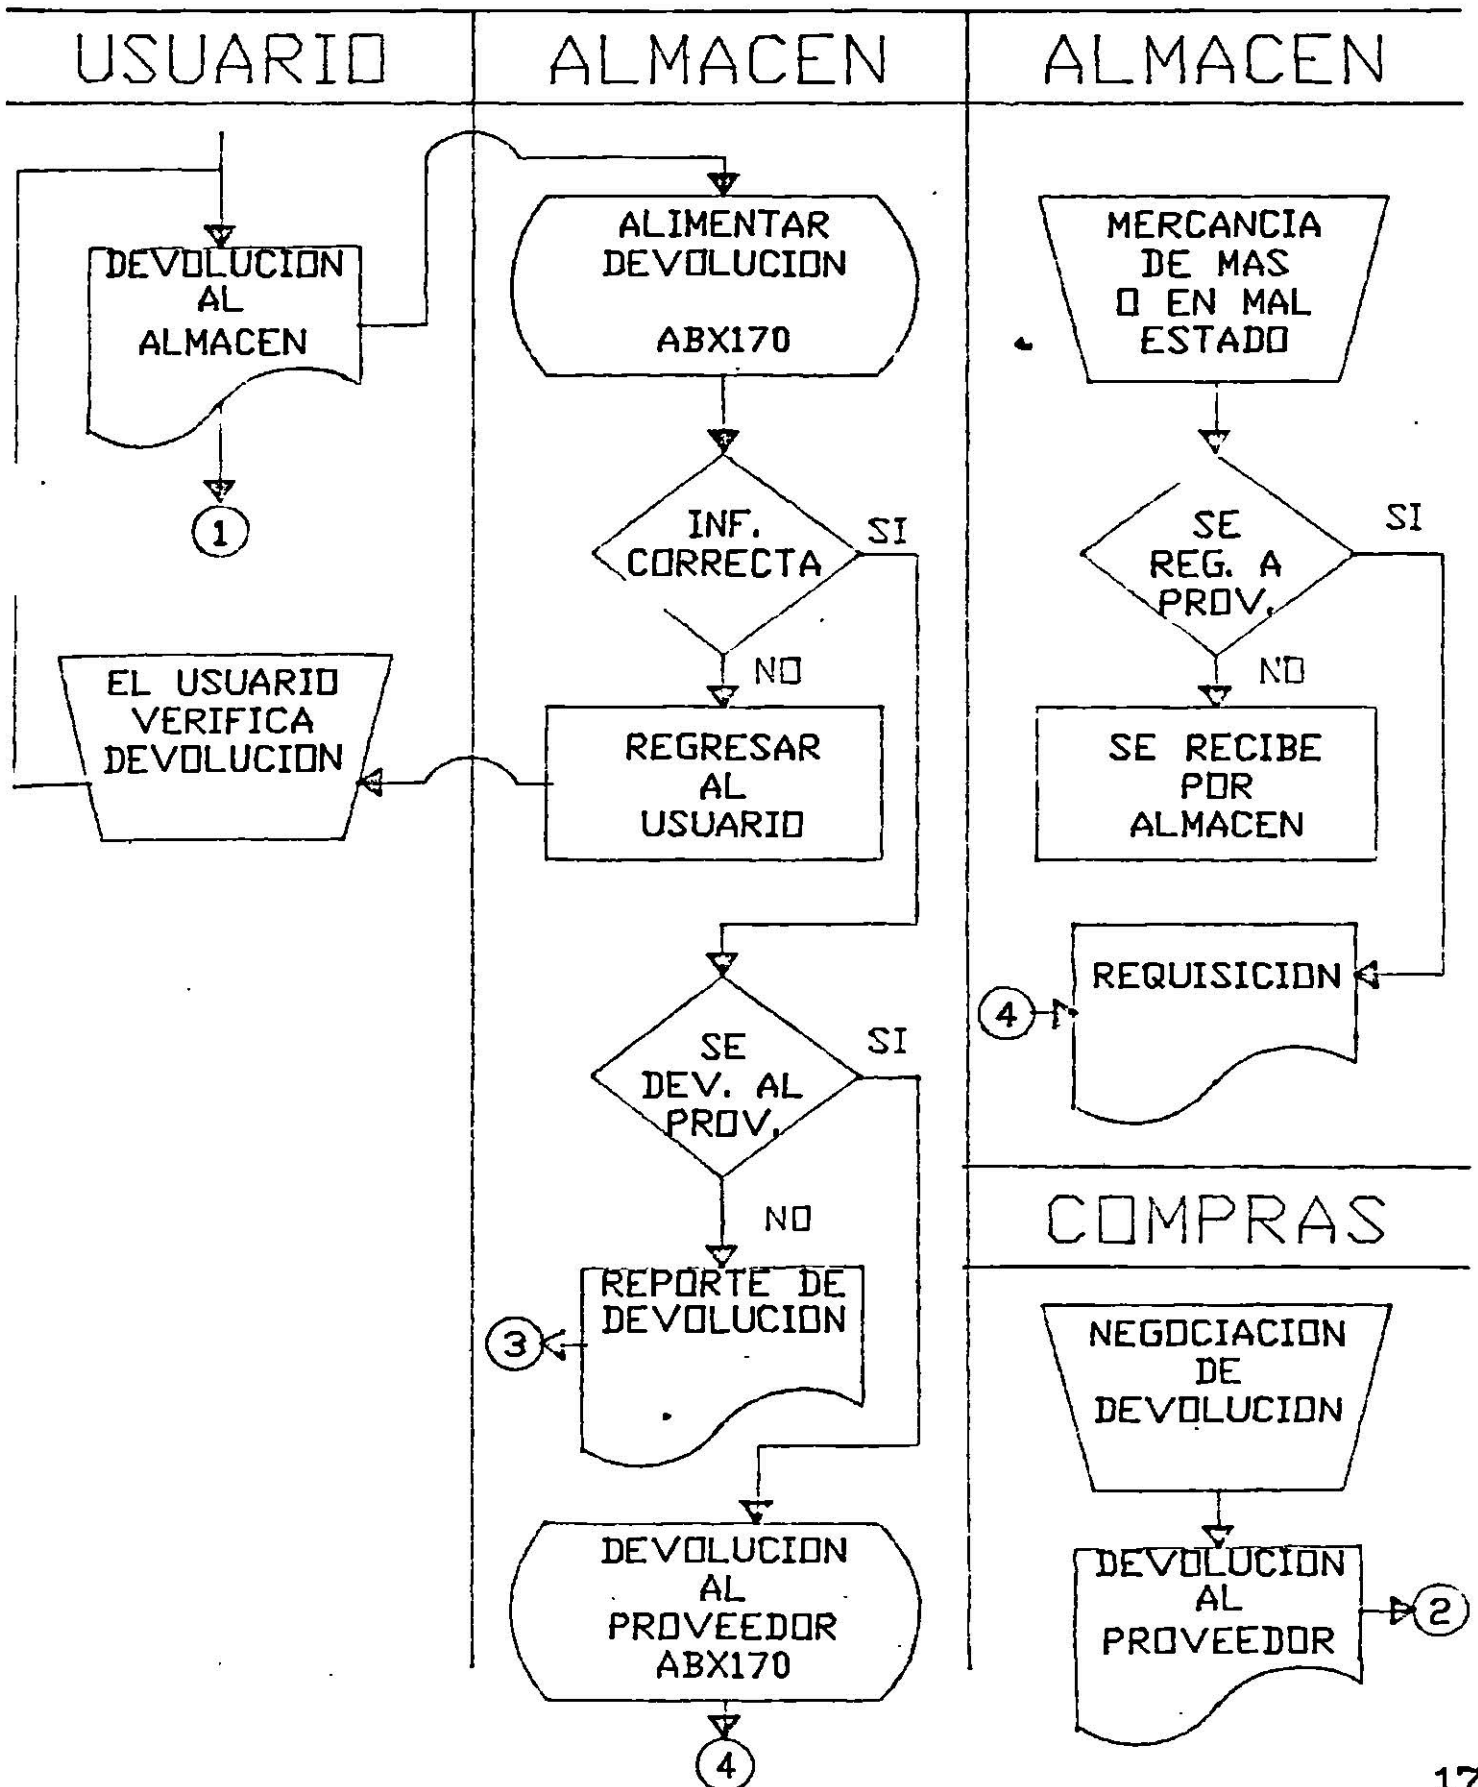 USUARIO
DEVOLUCION
AL
ALMACEN
1
EL USUARIO
VERIFICA
DEVOLUCION
ALMACEN
ALIMENTAR
DEVOLUCION
ABX170
INF.
CORRECTA
SI
NO
REGRESAR
AL
USUARIO
SE
DEV. AL
PROV.
SI
NO
REPORTE DE
DEVOLUCION
3
DEVOLUCION
AL
PROVEEDOR
ABX170
4
ALMACEN
MERCANCIA
DE MAS
O EN MAL
ESTADO
SE
REG. A
PROV.
SI
NO
SE RECIBE
POR
ALMACEN
REQUISICION
4
COMPRAS
NEGOCIACION
DE
DEVOLUCION
DEVOLUCION
AL
PROVEEDOR
2